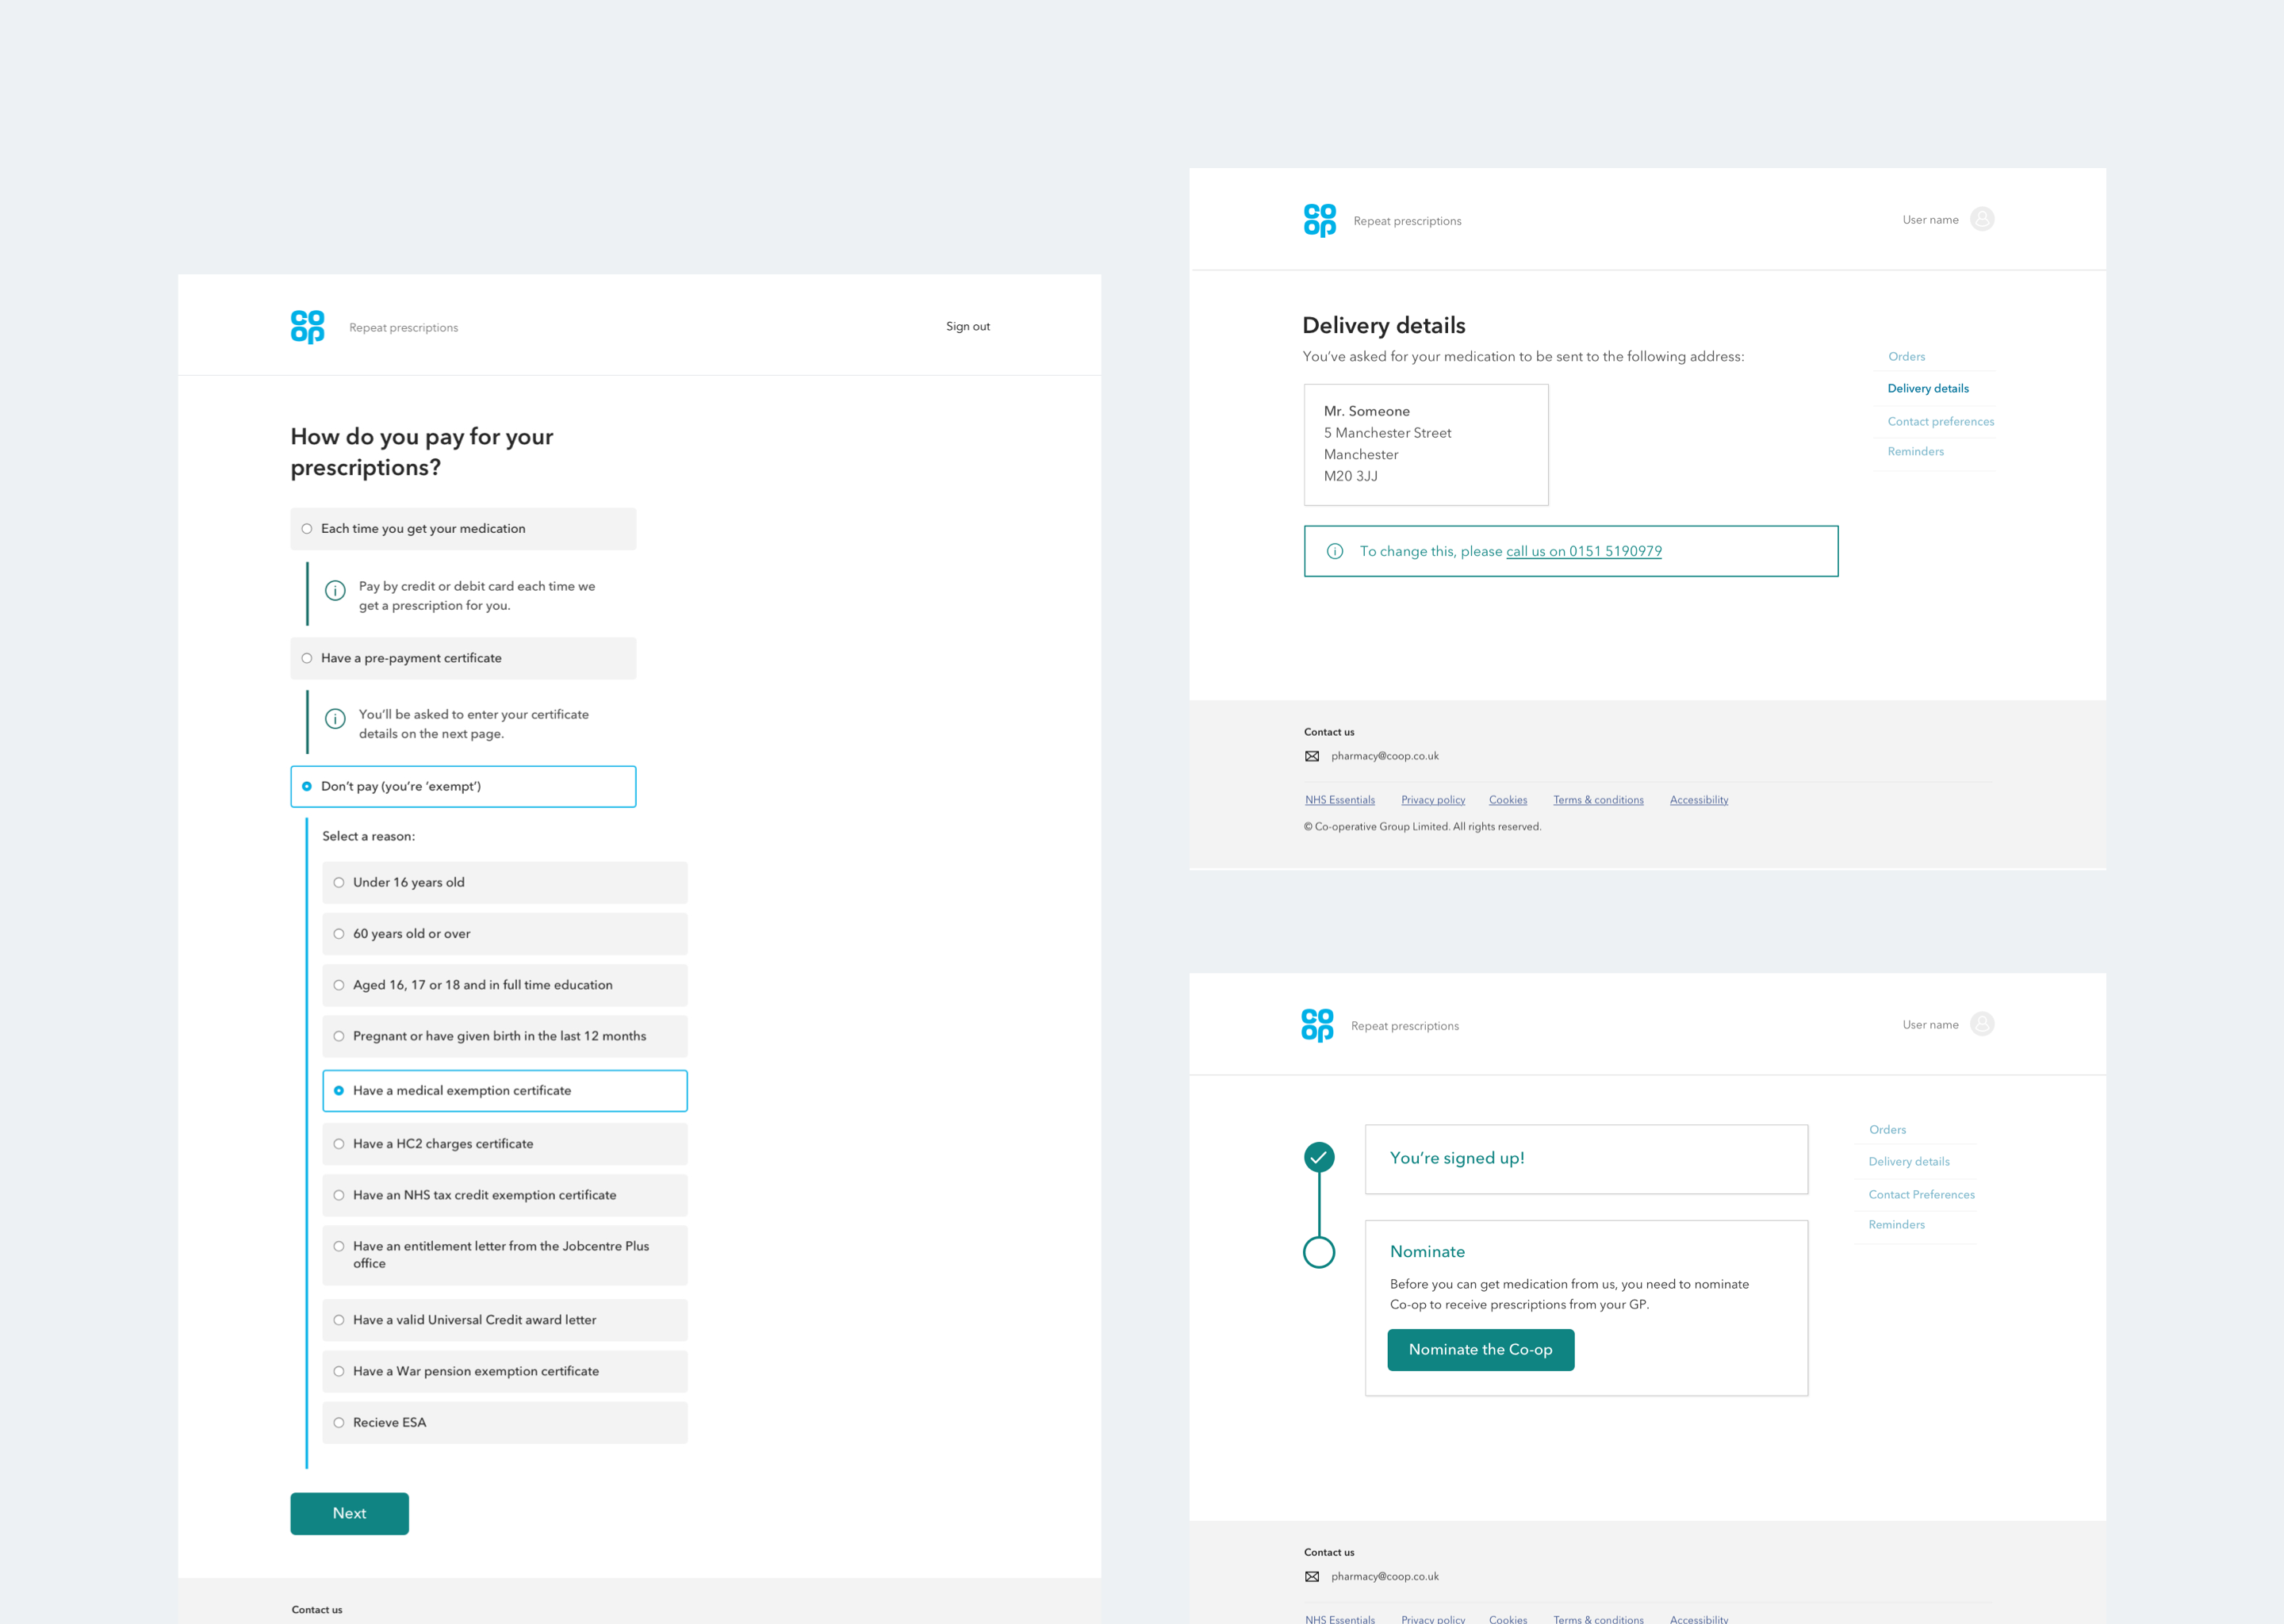 co
op
Repeat prescriptions
Sign out
How do you pay for your
prescriptions?
Each time you get your medication
Pay by credit or debit card each time we
get a prescription for you.
Have a pre-payment certificate
You'll be asked to enter your certificate
details on the next page.
Don't pay (you're 'exempt')
Select a reason:
Under 16 years old
60 years old or over
Aged 16, 17 or 18 and in full time education
Pregnant or have given birth in the last 12 months
Have a medical exemption certificate
Have a HC2 charges certificate
Have an NHS tax credit exemption certificate
Have an entitlement letter from the Jobcentre Plus
office
Have a valid Universal Credit award letter
Have a War pension exemption certificate
Recieve ESA
Next
Contact us
co
op
Repeat prescriptions
User name
Delivery details
You've asked for your medication to be sent to the following address:
Mr. Someone
5 Manchester Street
Manchester
M20 3JJ
To change this, please call us on 0151 5190979
Orders
Delivery details
Contact preferences
Reminders
Contact us
pharmacy@coop.co.uk
NHS Essentials Privacy policy Cookies Terms & conditions Accessibility
© Co-operative Group Limited. All rights reserved.
co
op
Repeat prescriptions
User name
You're signed up!
Nominate
Before you can get medication from us, you need to nominate
Co-op to receive prescriptions from your GP.
Nominate the Co-op
Orders
Delivery details
Contact Preferences
Reminders
Contact us
pharmacy@coop.co.uk
NHS Essentials Privacy policy Cookies Terms & conditions Accessibility